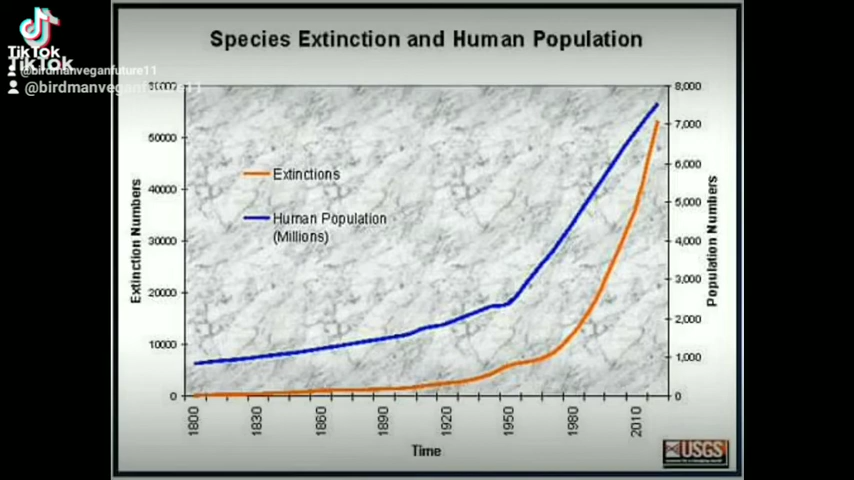 TikTok
TikTok
@birdmanveganfuture11
@birdmanveganfuture11
Species Extinction and Human Population
60000
50000
40000
30000
20000
10000
0
Extinction Numbers
Extinctions
Human Population
(Millions)
8,000
7,000
6,000
5,000
4,000
3,000
2,000
1,000
0
Population Numbers
1800
1830
1860
1890
1920
1950
1980
2010
Time
USGS